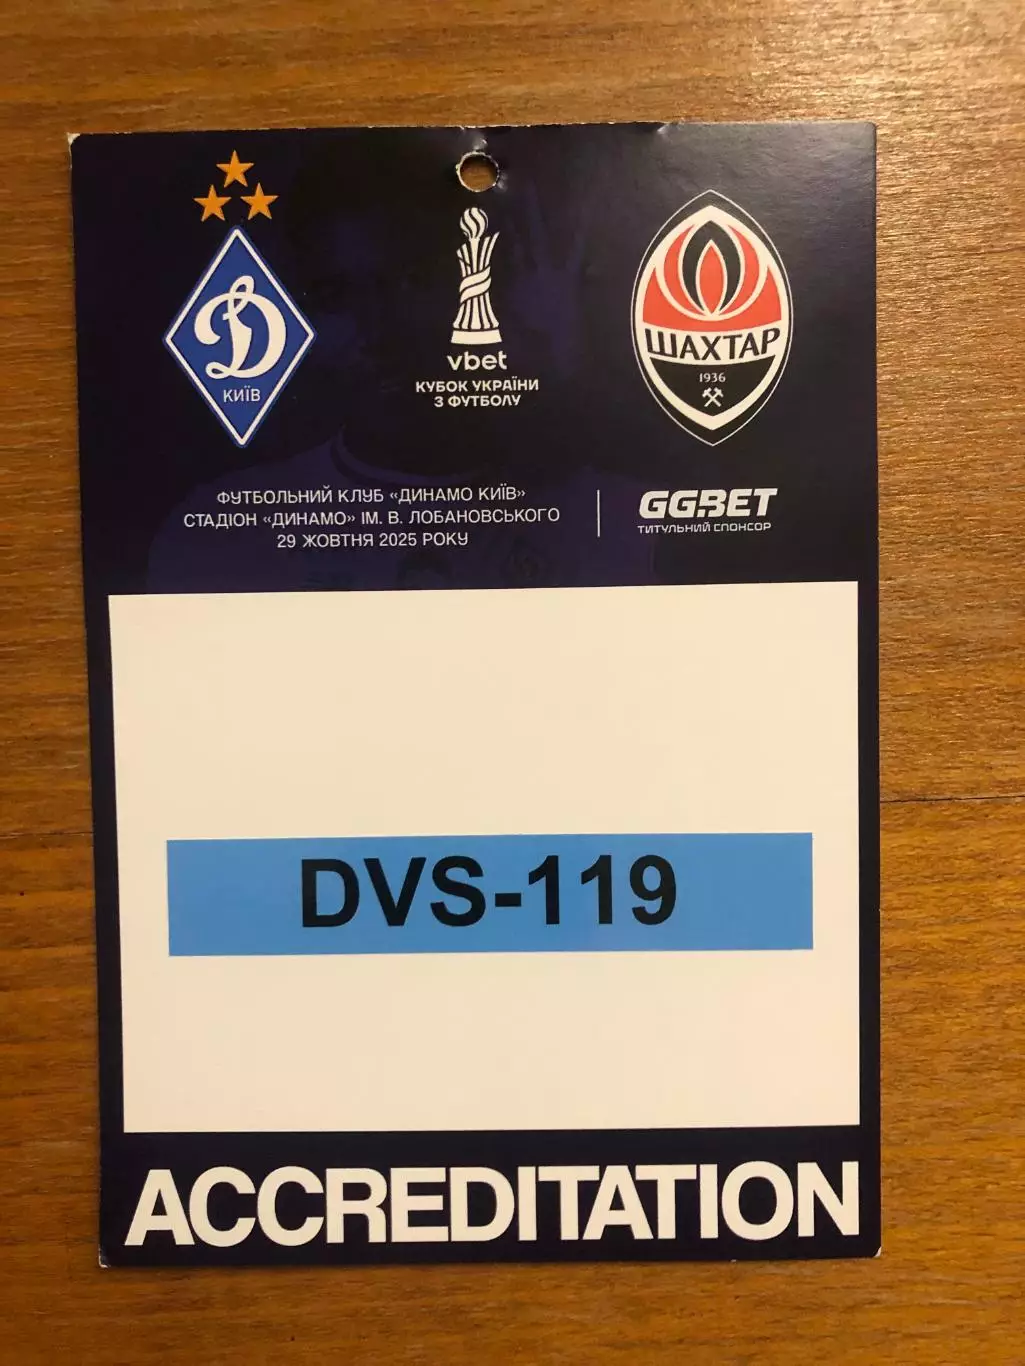 Д
КИЇВ
vbet
КУБОК УКРАЇНИ
З ФУТБОЛУ
ШАХТАР
1936
ФУТБОЛЬНИЙ КЛУБ «ДИНАМО КИЇВ»
СТАДІОН «ДИНАМО» ІМ. В. ЛОБАНОВСЬКОГО
29 ЖОВТНЯ 2025 РОКУ
GGBET
ТИТУЛЬНИЙ СПОНСОР
DVS-119
ACCREDITATION